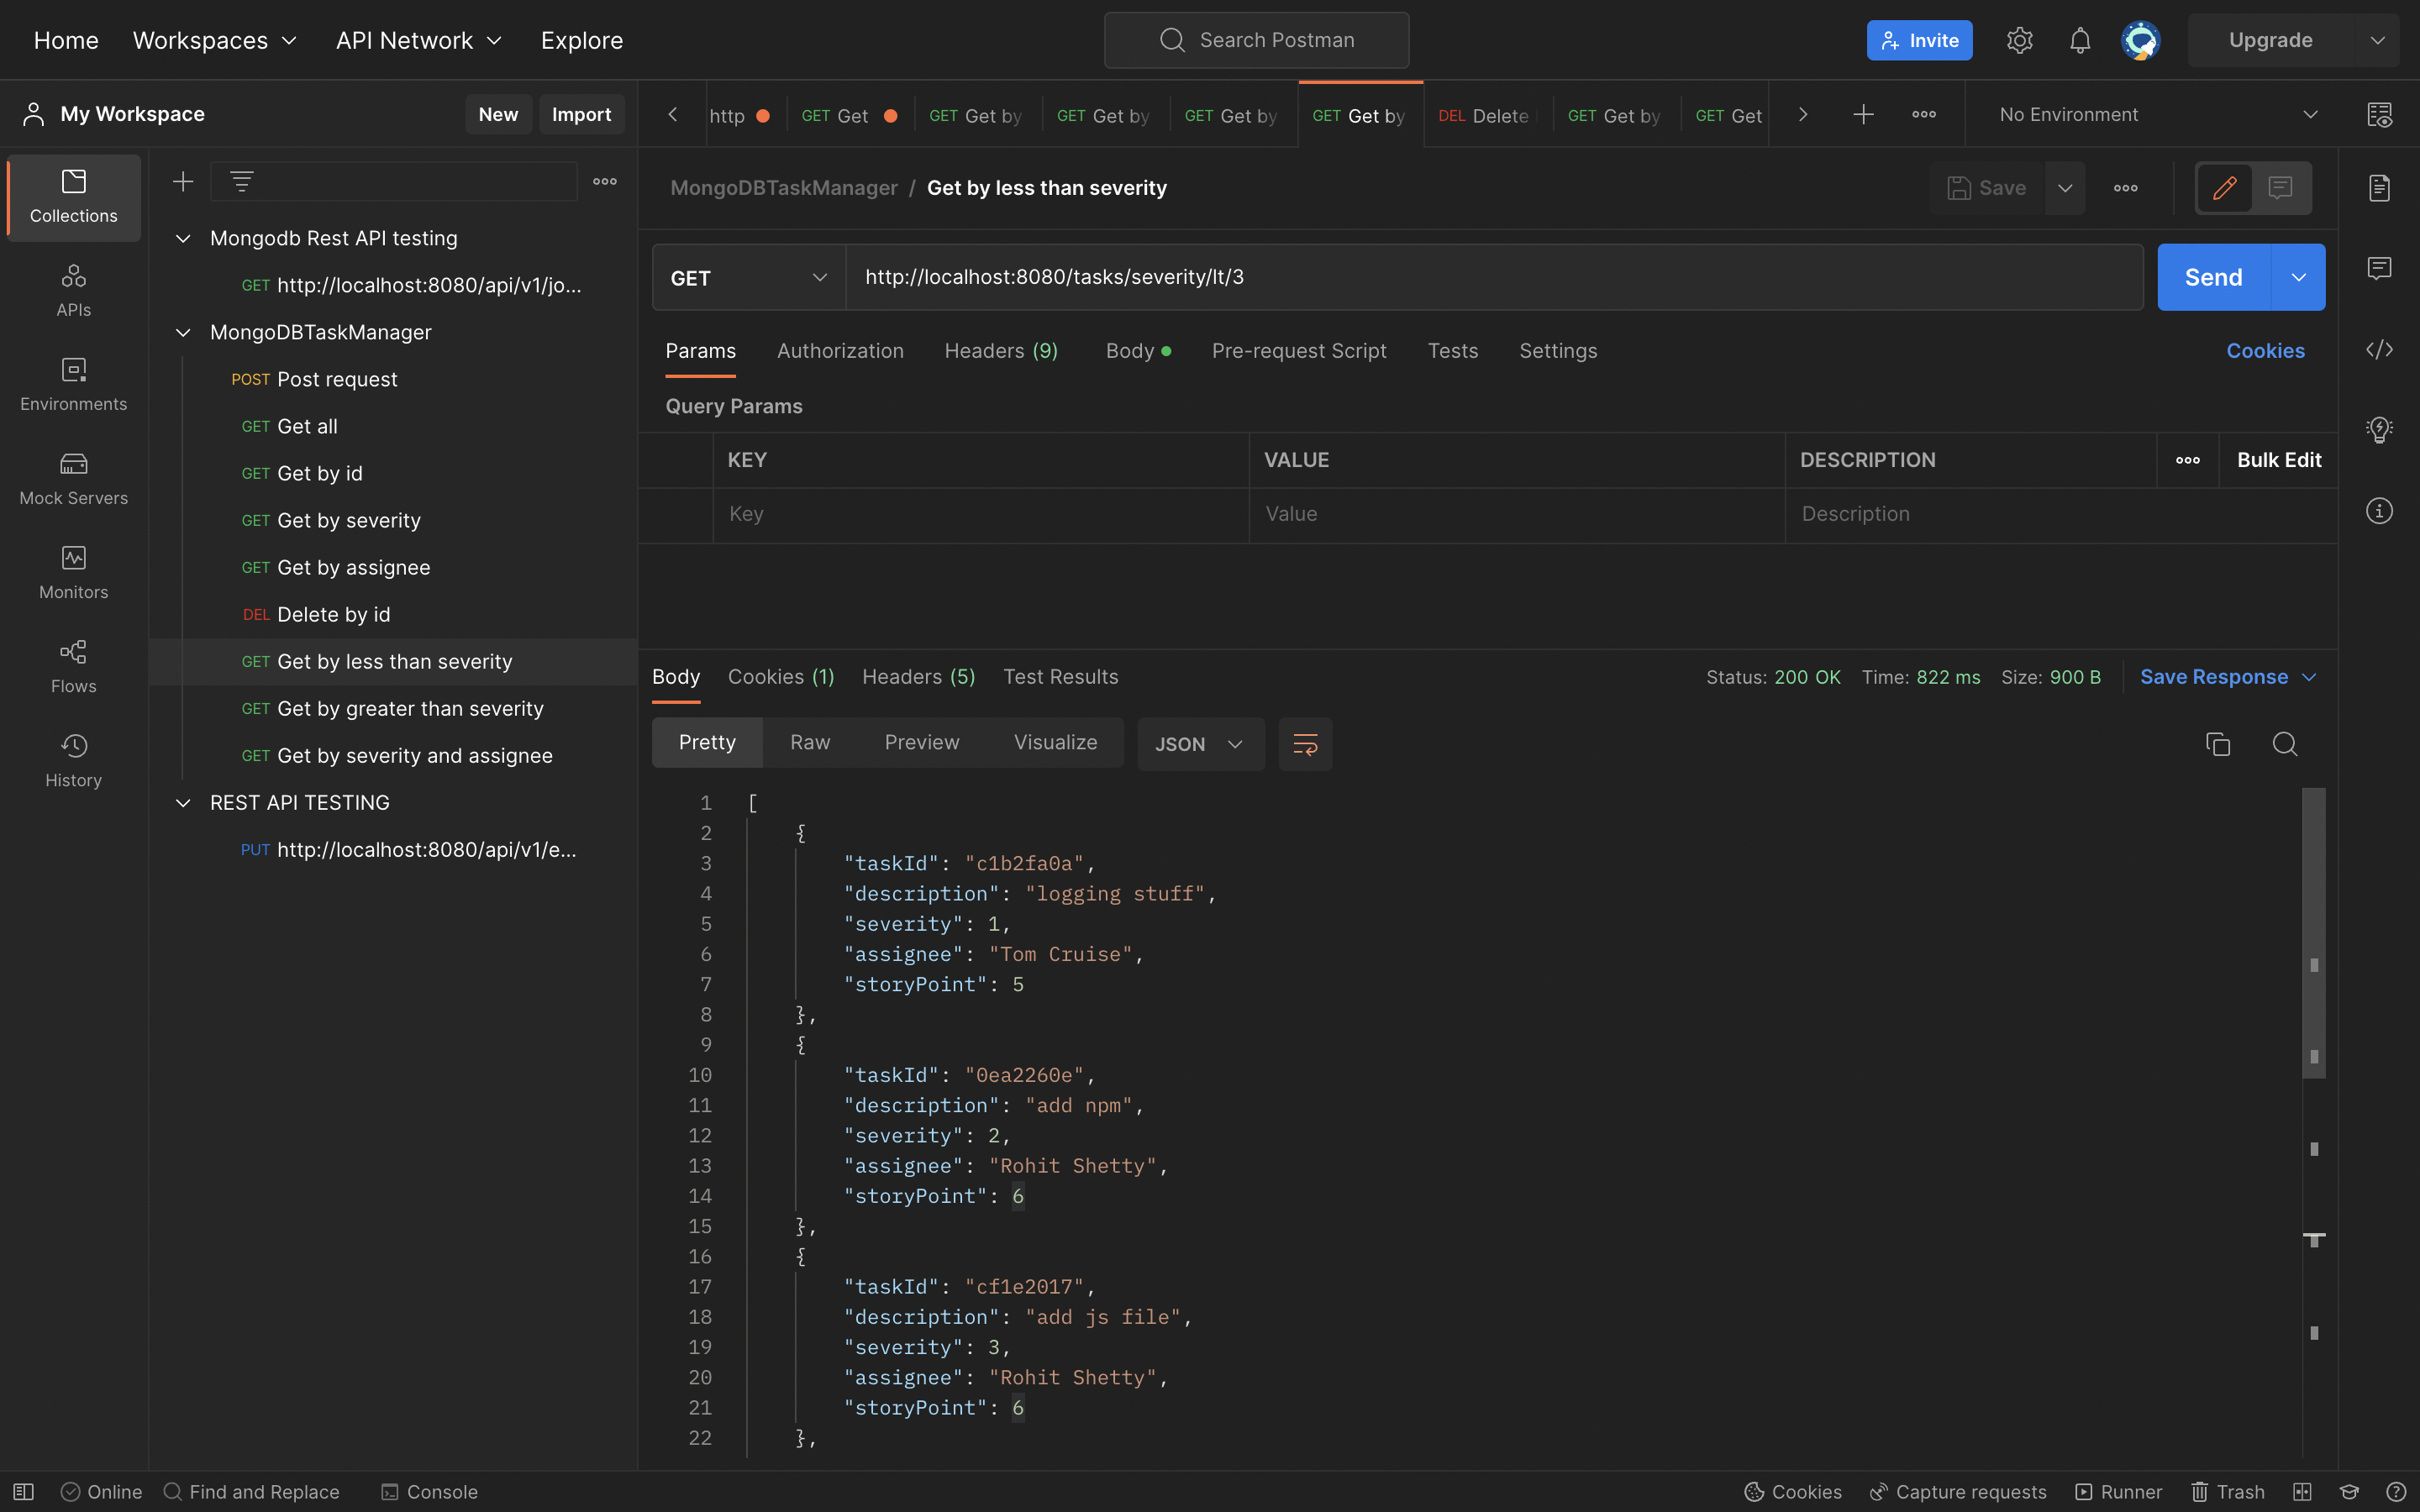 Home Workspaces API Network Explore Search Postman Invite Upgrade
My Workspace New Import
http GET Get GET Get by GET Get by GET Get by GET Get by DEL Delete GET Get by GET Get No Environment
Collections
APIs
Environments
Mock Servers
Monitors
Flows
History
Mongodb Rest API testing
GET http://localhost:8080/api/v1/jo...
MongoDBTaskManager
POST Post request
GET Get all
GET Get by id
GET Get by severity
GET Get by assignee
DEL Delete by id
GET Get by less than severity
GET Get by greater than severity
GET Get by severity and assignee
REST API TESTING
PUT http://localhost:8080/api/v1/e...
MongoDBTaskManager / Get by less than severity Save
GET http://localhost:8080/tasks/severity/lt/3 Send
Params Authorization Headers (9) Body Pre-request Script Tests Settings Cookies
Query Params
KEY VALUE DESCRIPTION Bulk Edit
Key Value Description
Body Cookies (1) Headers (5) Test Results Status: 200 OK Time: 822 ms Size: 900 B Save Response
Pretty Raw Preview Visualize JSON
1 [
2 {
3 "taskId": "c1b2fa0a",
4 "description": "logging stuff",
5 "severity": 1,
6 "assignee": "Tom Cruise",
7 "storyPoint": 5
8 },
9 {
10 "taskId": "0ea2260e",
11 "description": "add npm",
12 "severity": 2,
13 "assignee": "Rohit Shetty",
14 "storyPoint": 6
15 },
16 {
17 "taskId": "cf1e2017",
18 "description": "add js file",
19 "severity": 3,
20 "assignee": "Rohit Shetty",
21 "storyPoint": 6
22 },
Online Find and Replace Console Cookies Capture requests Runner Trash